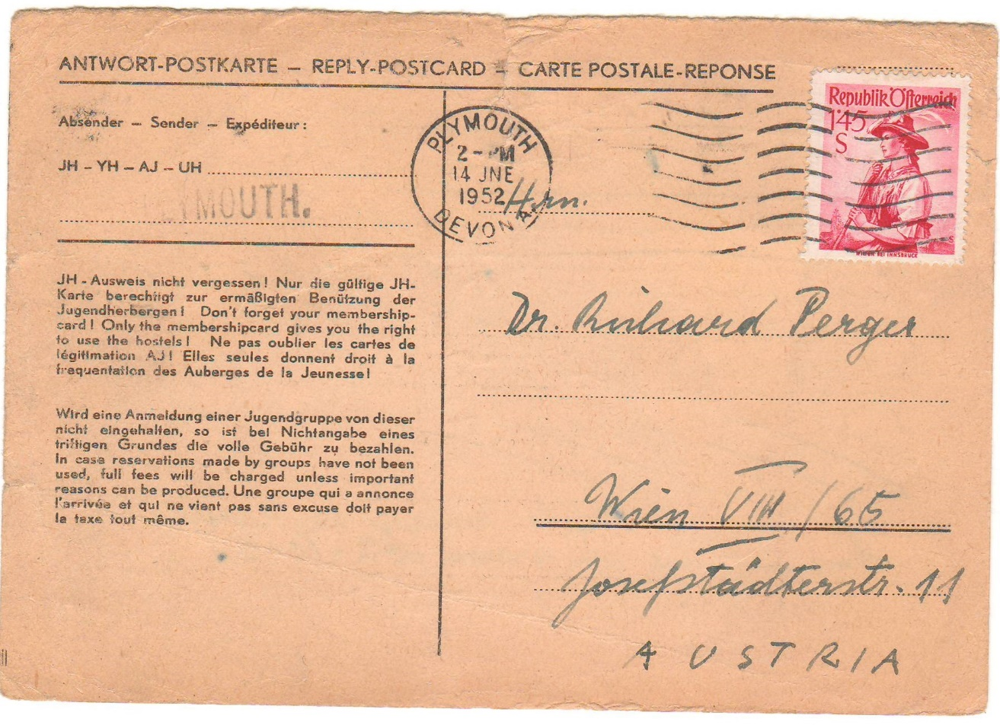 ANTWORT-POSTKARTE – REPLY-POSTCARD – CARTE POSTALE-REPONSE
Absender – Sender – Expéditeur:
JH – YH – AJ – UH
YMOUTH.
JH-Ausweis nicht vergessen! Nur die gültige JH-
Karte berechtigt zur ermäßigten Benützung der
Jugendherbergen! Don't forget your membership-
card! Only the membershipcard gives you the right
to use the hostels! Ne pas oublier les cartes de
légitimation AJ! Elles seules donnent droit à la
frequentation des Auberges de la Jeunesse!
Wird eine Anmeldung einer Jugendgruppe von dieser
nicht eingehalten, so ist bei Nichtangabe eines
triftigen Grundes die volle Gebühr zu bezahlen.
In case reservations made by groups have not been
used, full fees will be charged unless important
reasons can be produced. Une groupe qui a annonce
l'arrivée et qui ne vient pas sans excuse doit payer
la taxe tout même.
PLYMOUTH
2-PM
14 JNE
1952
DEVON A
Republik Österreich
1.45
S
WIDUM BEI INNSBRUCK
Hrn.
Dr. Richard Perger
Wien VIII/65
Josefstädterstr. 11
AUSTRIA